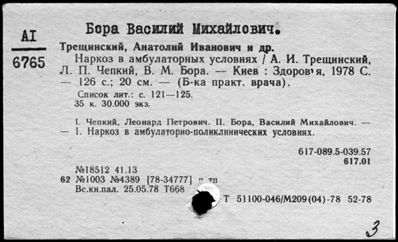 Бора Василий Михайлович.
АI
6765
Трещинский, Анатолий Иванович и др.
Наркоз в амбулаторных условиях / А. И. Трещинский,
Л. П. Чепкий, В. М. Бора. — Киев : Здоров'я, 1978 С.
— 126 с.; 20 см. — (Б-ка практ. врача).
Список лит.: с. 121—125.
35 к. 30.000 экз.
I. Чепкий, Леонард Петрович. II. Бора, Василий Михайлович. —
— 1. Наркоз в амбулаторно-поликлинических условиях.
617-089.5-039.57
617.01
№18512 41.13
62 №1003 №4389 [78-34777] п тп
Вс.кн.пал. 25.05.78 Т668
Т 51100-046/М209(04)-78 52-78
3